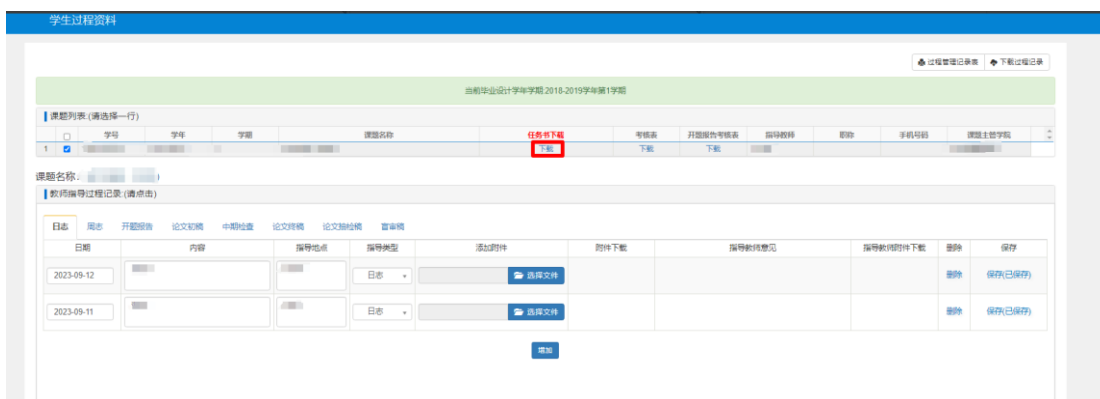 学生过程资料
过程管理记录表 下载过程记录
当前毕业设计学年学期:2018-2019学年第1学期
课题列表:(请选择一行)
学号 学年 学期 课题名称 任务书下载 考核表 开题报告考核表 指导教师 职称 手机号码 课题主管学院
1 下载 下载 下载
课题名称:
教师指导过程记录:(请点击)
日志 周志 开题报告 论文初稿 中期检查 论文终稿 论文抽检稿 盲审稿
日期 内容 指导地点 指导类型 添加附件 附件下载 指导教师意见 指导教师附件下载 删除 保存
2023-09-12 日志 选择文件 删除 保存(已保存)
2023-09-11 日志 选择文件 删除 保存(已保存)
增加